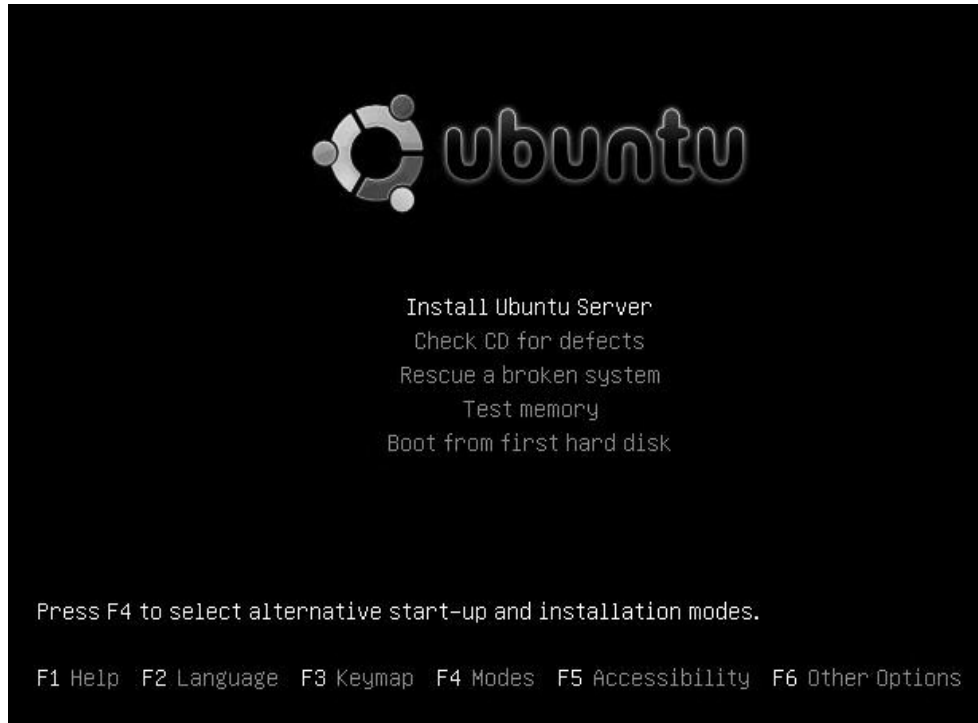 ubuntu
Install Ubuntu Server
Check CD for defects
Rescue a broken system
Test memory
Boot from first hard disk
Press F4 to select alternative start-up and installation modes.
F1 Help F2 Language F3 Keymap F4 Modes F5 Accessibility F6 Other Options